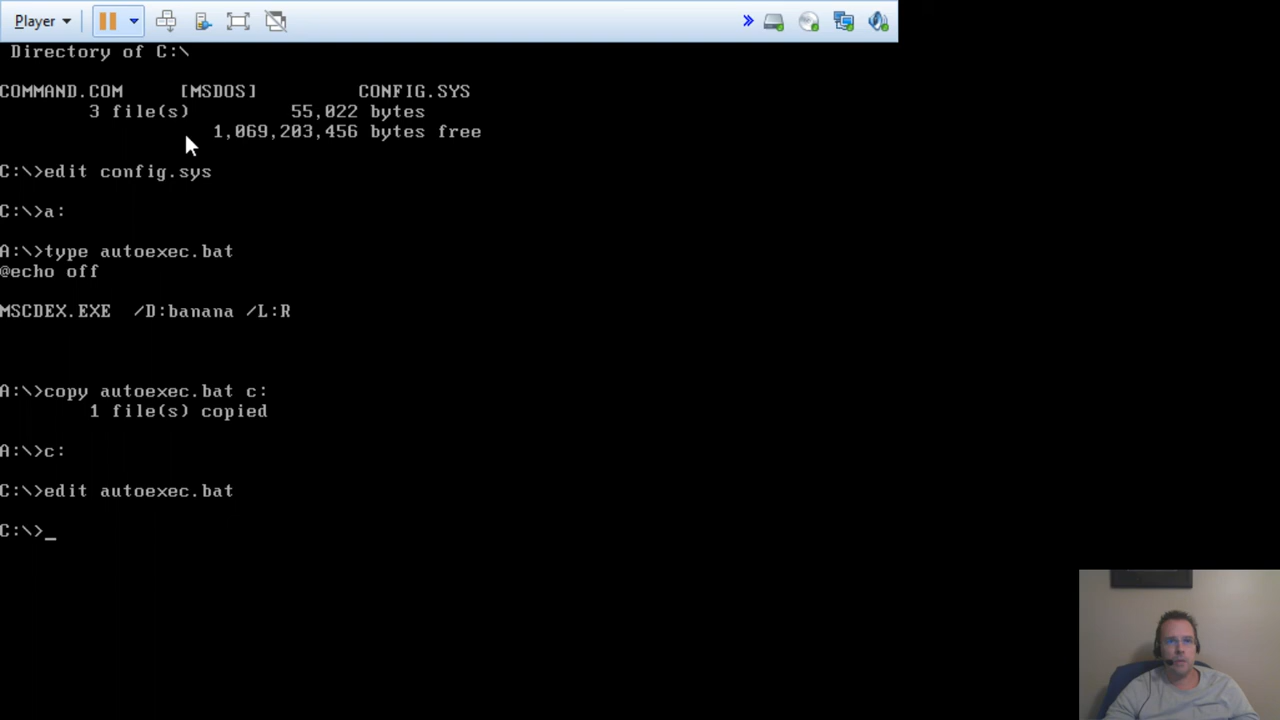 Player
Directory of C:\
COMMAND.COM [MSDOS] CONFIG.SYS
3 file(s) 55,022 bytes
1,069,203,456 bytes free
C:\>edit config.sys
C:\>a:
A:\>type autoexec.bat
@echo off
MSCDEX.EXE /D:banana /L:R
A:\>copy autoexec.bat c:
1 file(s) copied
A:\>c:
C:\>edit autoexec.bat
C:\>_